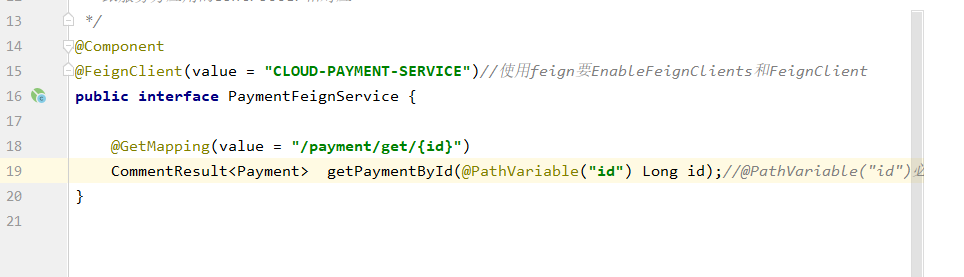 13 */
14 @Component
15 @FeignClient(value = "CLOUD-PAYMENT-SERVICE")//使用feign要EnableFeignClients和FeignClient
16 public interface PaymentFeignService {
17
18 @GetMapping(value = "/payment/get/{id}")
19 CommentResult<Payment>  getPaymentById(@PathVariable("id") Long id);//@PathVariable("id")
20 }
21